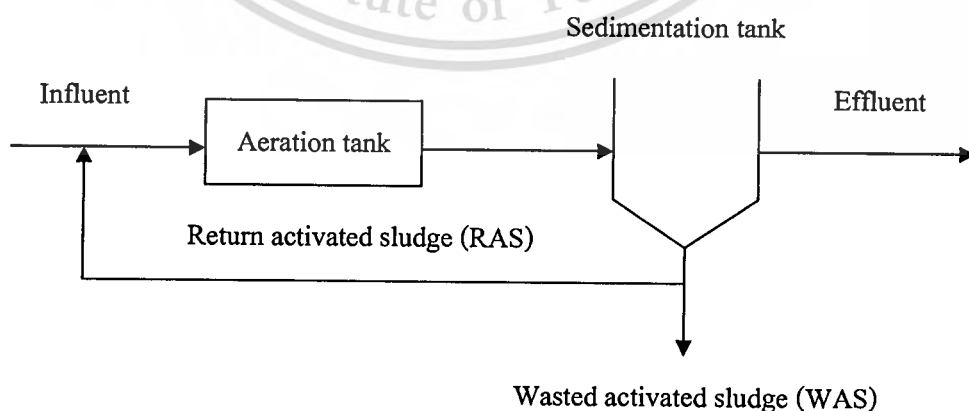 Sedimentation tank
Influent
Effluent
Aeration tank
Return activated sludge (RAS)
Wasted activated sludge (WAS)